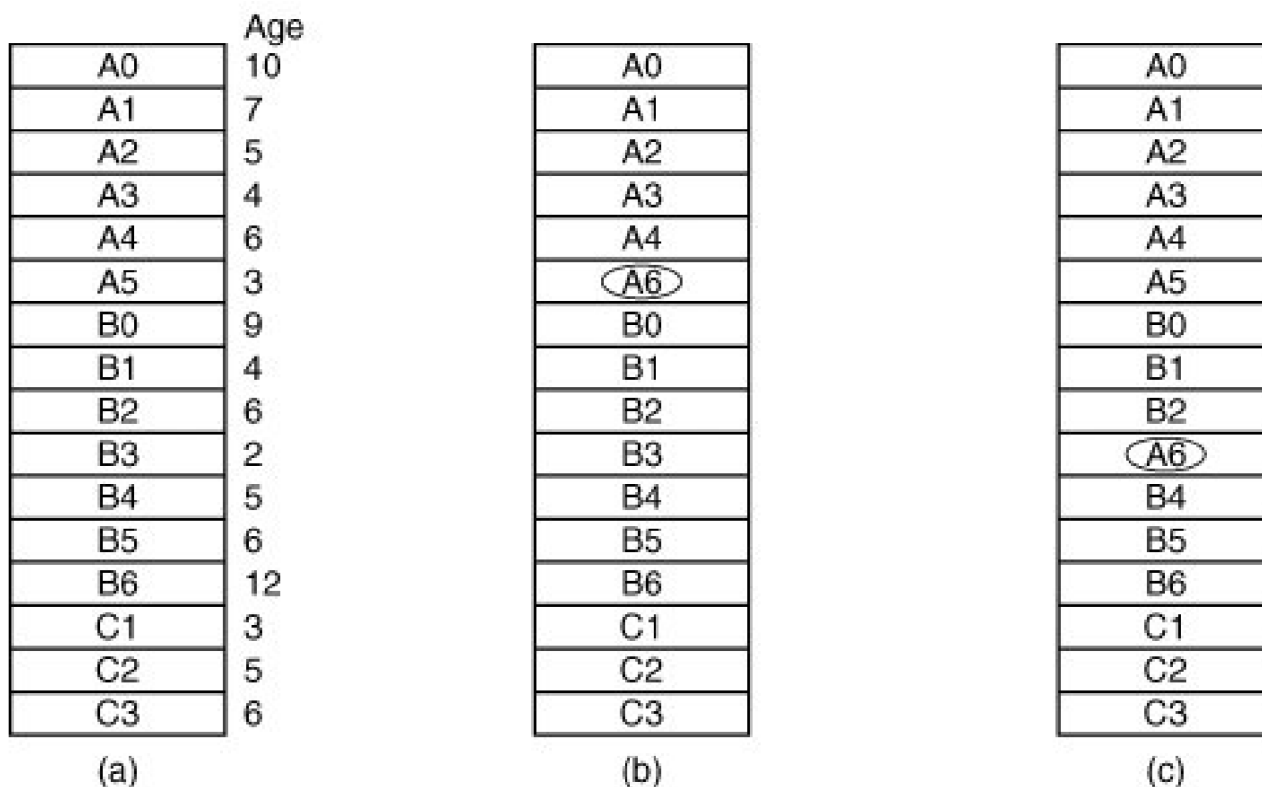 Age
A0 10 A0 A0
A1 7 A1 A1
A2 5 A2 A2
A3 4 A3 A3
A4 6 A4 A4
A5 3 A6 A5
B0 9 B0 B0
B1 4 B1 B1
B2 6 B2 B2
B3 2 B3 A6
B4 5 B4 B4
B5 6 B5 B5
B6 12 B6 B6
C1 3 C1 C1
C2 5 C2 C2
C3 6 C3 C3
(a) (b) (c)